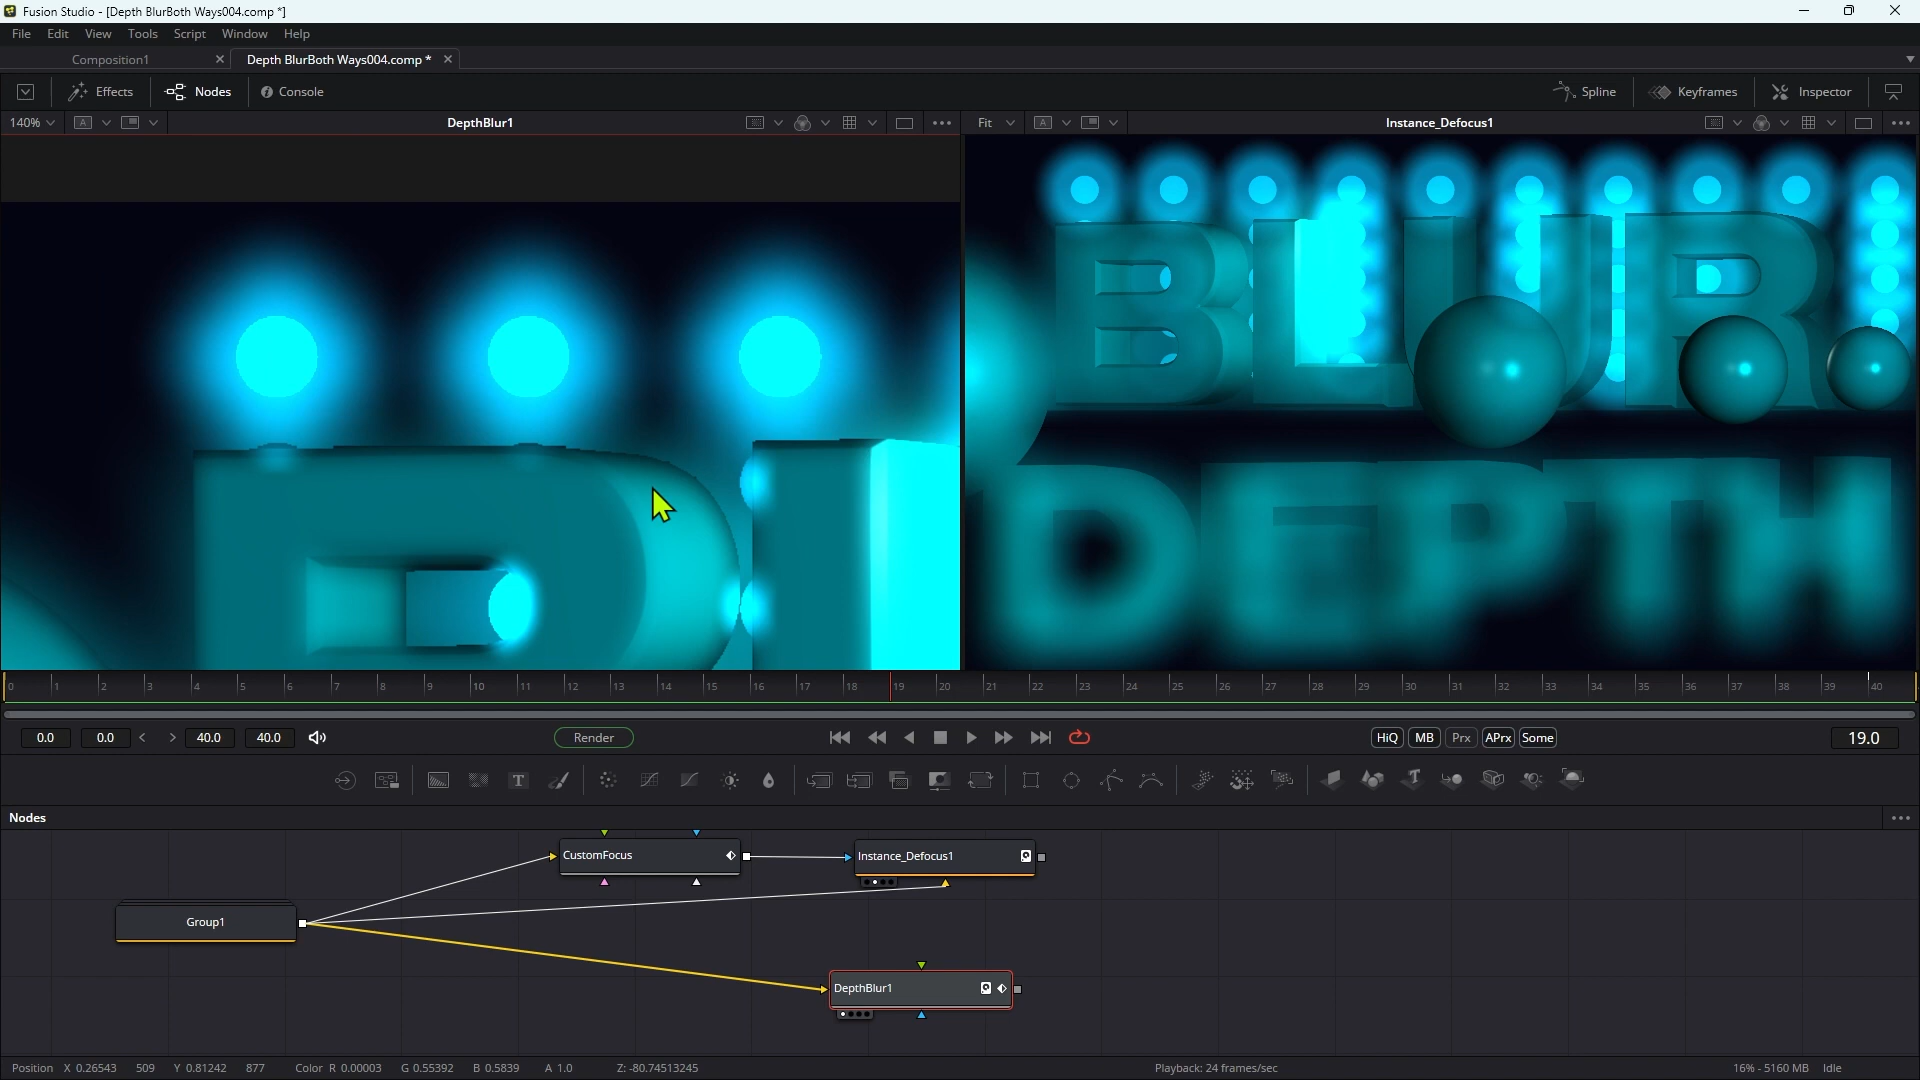 Fusion Studio - [Depth BlurBoth Ways004.comp *]
File Edit View Tools Script Window Help
Composition1 Depth BlurBoth Ways004.comp *
Effects Nodes Console Spline Keyframes Inspector
140% A DepthBlur1 Fit A Instance_Defocus1
BLUR
DEPTH
0 1 2 3 4 5 6 7 8 9 10 11 12 13 14 15 16 17 18 19 20 21 22 23 24 25 26 27 28 29 30 31 32 33 34 35 36 37 38 39 40
0.0 0.0 40.0 40.0 Render HiQ MB Prx APrx Some 19.0
Nodes
CustomFocus Instance_Defocus1
Group1
DepthBlur1
Position X 0.26543 509 Y 0.81242 877 Color R 0.00003 G 0.55392 B 0.5839 A 1.0 Z: -80.74513245 Playback: 24 frames/sec 16% - 5160 MB Idle